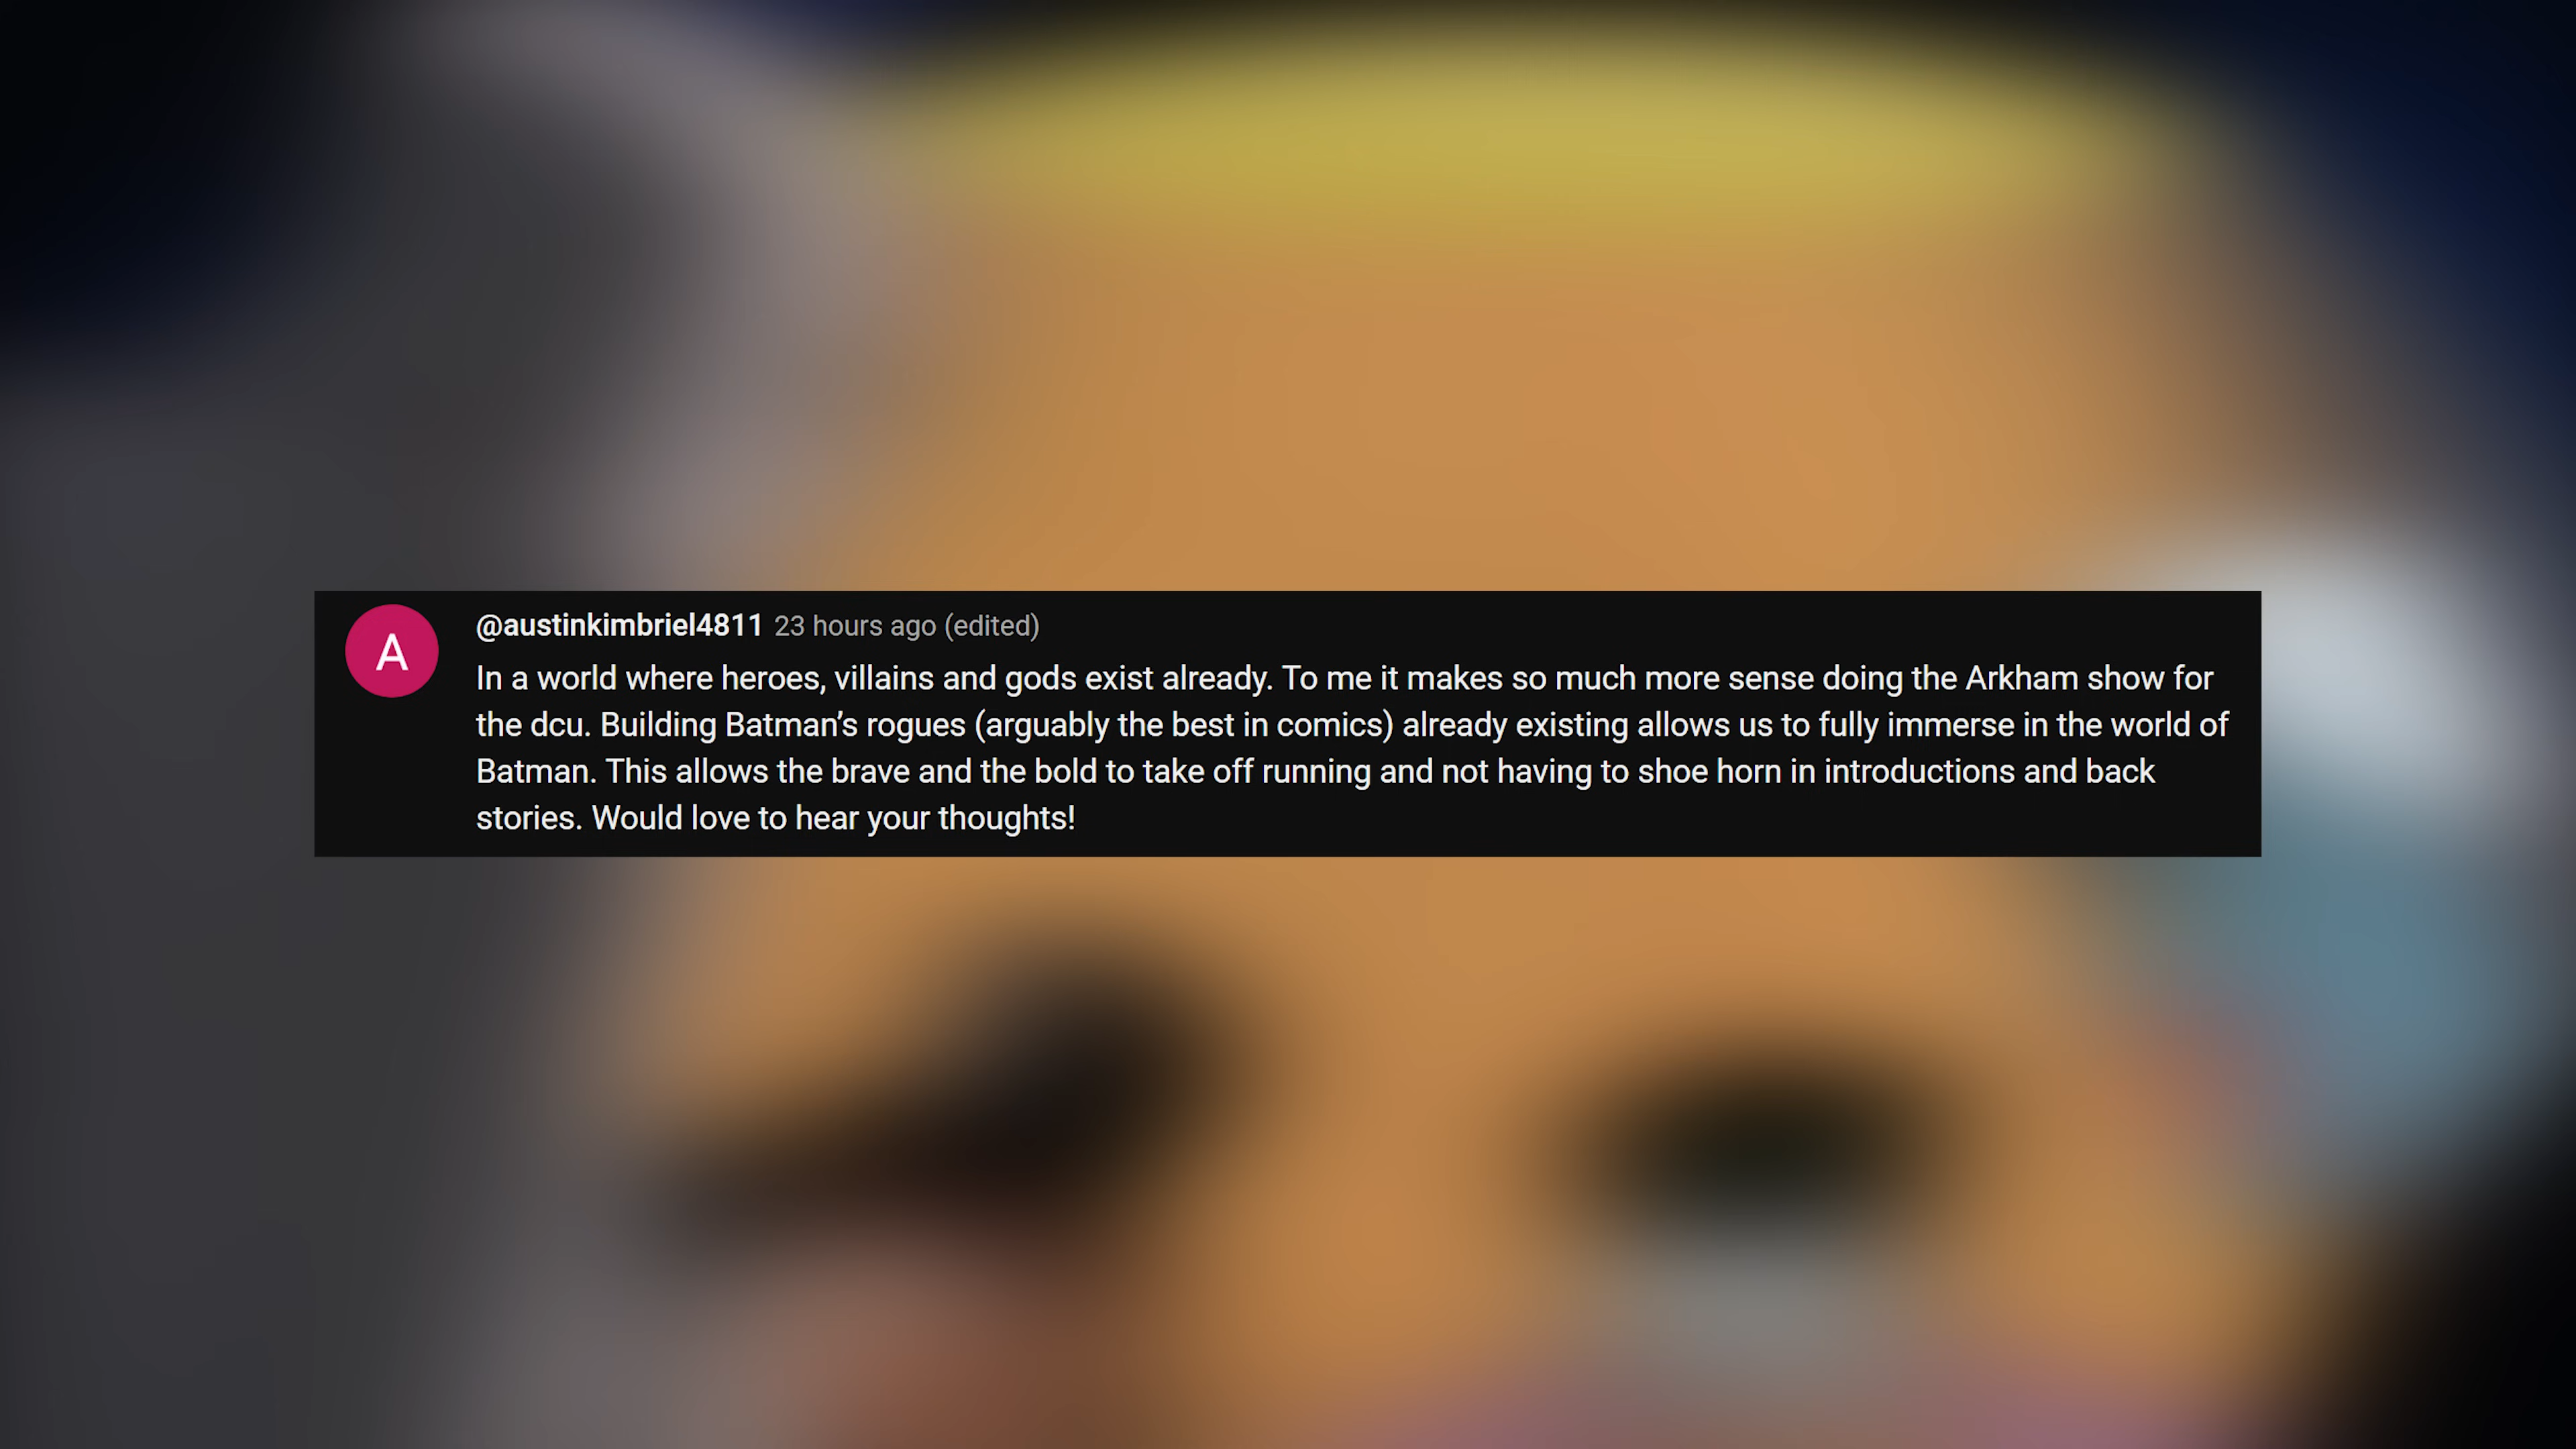 A
@austinkimbriel4811 23 hours ago (edited)
In a world where heroes, villains and gods exist already. To me it makes so much more sense doing the Arkham show for
the dcu. Building Batman’s rogues (arguably the best in comics) already existing allows us to fully immerse in the world of
Batman. This allows the brave and the bold to take off running and not having to shoe horn in introductions and back
stories. Would love to hear your thoughts!